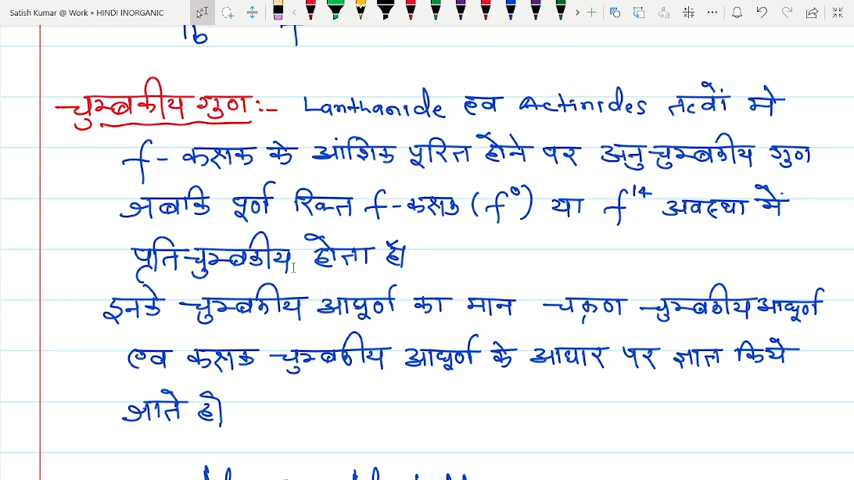 Satish Kumar @ Work » HINDI INORGANIC
16
चुम्बकीय गुण :- Lanthanide एव Actinides तत्वों मे
f- कक्षक के आंशिक पूरित होने पर अनुचुम्बकीय गुण
जबकि पूर्ण रिक्त f-कक्षक (f⁰) या f¹⁴ अवस्था में
प्रतिचुम्बकीय होता है।
इनके चुम्बकीय आघूर्ण का मान चक्रण चुम्बकीय आघूर्ण
एव कक्षक चुम्बकीय आघूर्ण के आधार पर ज्ञात किये
जाते है।